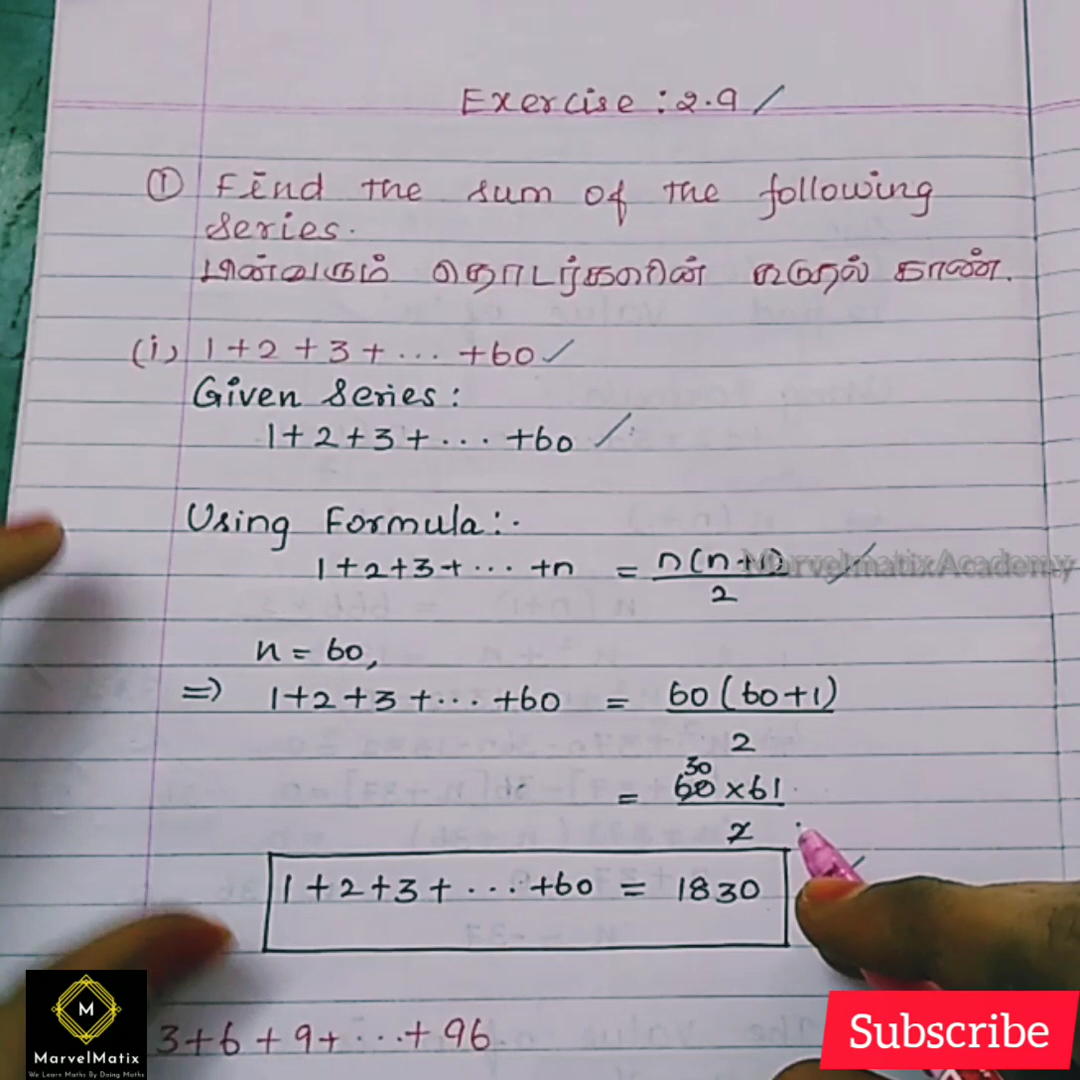 Exercise : 2.9
① Find the sum of the following
series.
பின்வரும் தொடர்களின் கூடுதல் காண்.
(i) 1+2+3+... +60
Given Series:
1+2+3+... +60
Using Formula:-
1+2+3+... +n = n(n+1)/2
MarvelmatixAcademy
n = 60,
=> 1+2+3+... +60 = 60(60+1)/2
30
= 60 x 61/2
1+2+3+... +60 = 1830
3+6+9+...+96
M
MarvelMatix
We Learn Maths By Doing Maths
Subscribe